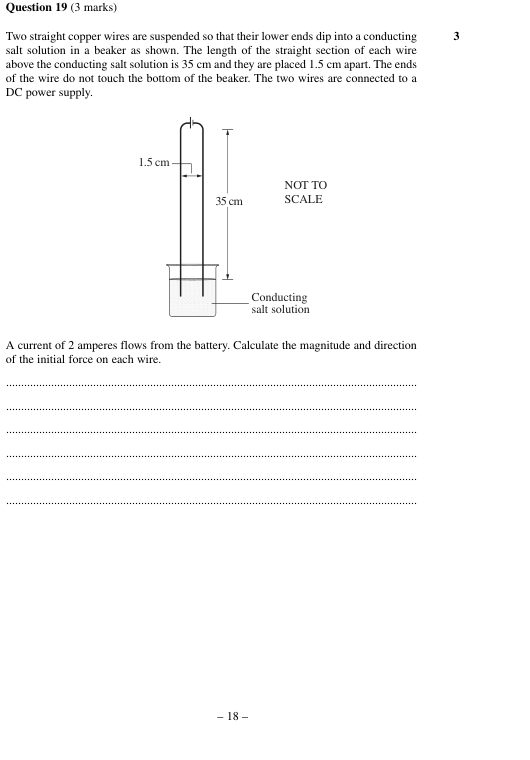 Question 19 (3 marks)
Two straight copper wires are suspended so that their lower ends dip into a conducting 3
salt solution in a beaker as shown. The length of the straight section of each wire
above the conducting salt solution is 35 cm and they are placed 1.5 cm apart. The ends
of the wire do not touch the bottom of the beaker. The two wires are connected to a
DC power supply.
1.5 cm
NOT TO
SCALE
35 cm
Conducting
salt solution
A current of 2 amperes flows from the battery. Calculate the magnitude and direction
of the initial force on each wire.
– 18 –